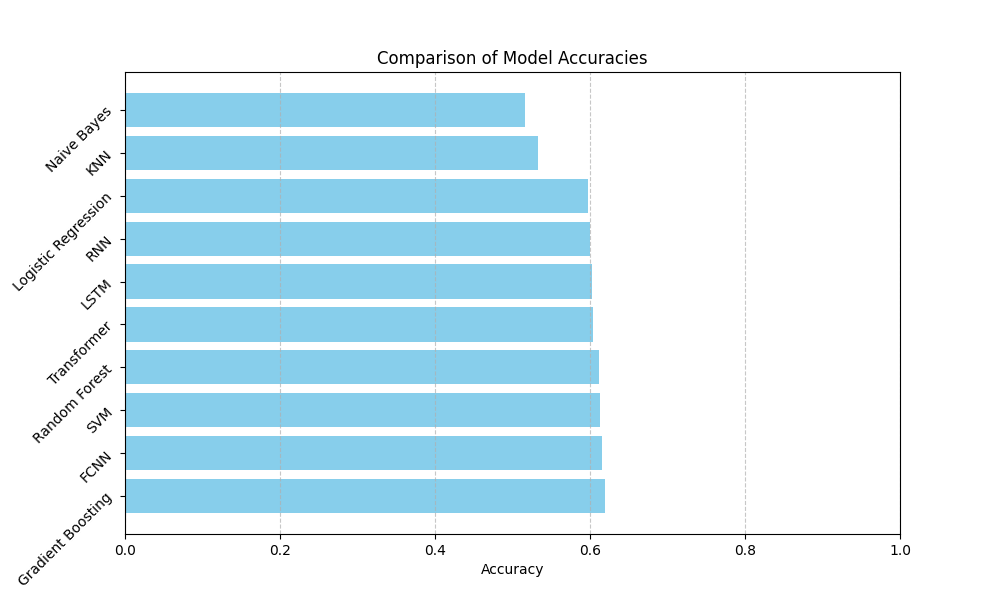 Comparison of Model Accuracies
Naive Bayes
KNN
Logistic Regression
RNN
LSTM
Transformer
Random Forest
SVM
FCNN
Gradient Boosting
0.0 0.2 0.4 0.6 0.8 1.0
Accuracy